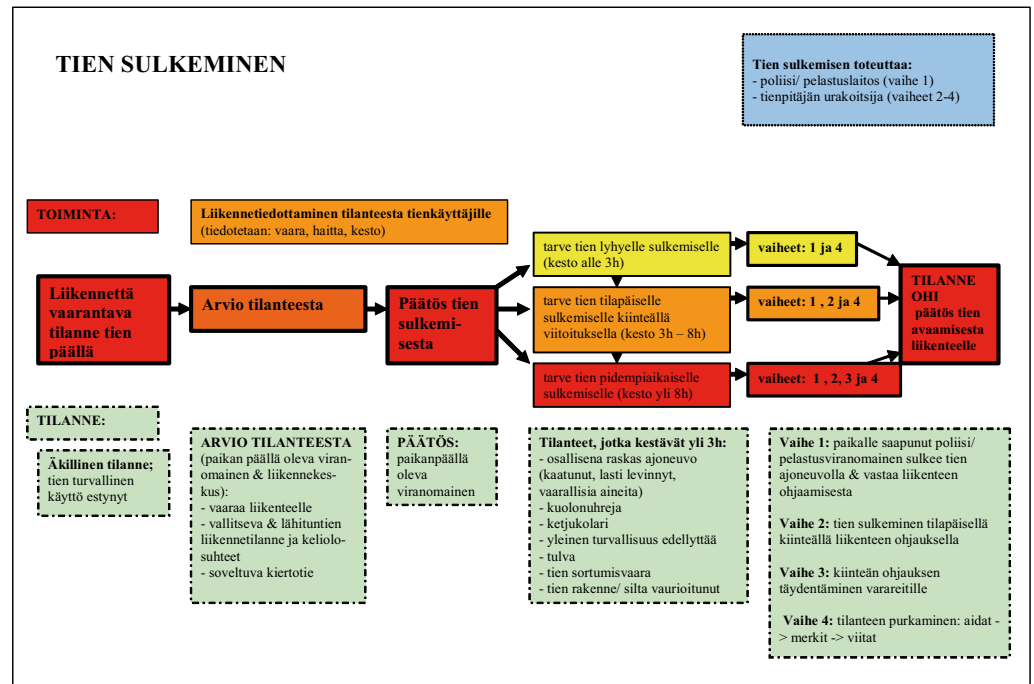 TIEN SULKEMINEN
Tien sulkemisen toteuttaa:
- poliisi/ pelastuslaitos (vaihe 1)
- tienpitäjän urakoitsija (vaiheet 2-4)
TOIMINTA:
Liikennetiedottaminen tilanteesta tienkäyttäjille
(tiedotetaan: vaara, haitta, kesto)
Liikennettä
vaarantava
tilanne tien
päällä
Arvio tilanteesta
Päätös tien
sulkemi-
sesta
tarve tien lyhyelle sulkemiselle
(kesto alle 3h)
vaiheet: 1 ja 4
tarve tien tilapäiselle
sulkemiselle kiinteällä
viitoituksella (kesto 3h – 8h)
vaiheet: 1 , 2 ja 4
tarve tien pidempiaikaiselle
sulkemiselle (kesto yli 8h)
vaiheet: 1 , 2, 3 ja 4
TILANNE
OHI
päätös tien
avaamisesta
liikenteelle
TILANNE:
Äkillinen tilanne;
tien turvallinen
käyttö estynyt
ARVIO TILANTEESTA
(paikan päällä oleva viran-
omainen & liikennekes-
kus):
- vaaraa liikenteelle
- vallitseva & lähituntien
liikennetilanne ja keliolo-
suhteet
- soveltuva kiertotie
PÄÄTÖS:
paikanpäällä
oleva
viranomainen
Tilanteet, jotka kestävät yli 3h:
- osallisena raskas ajoneuvo
(kaatunut, lasti levinnyt,
vaarallisia aineita)
- kuolonuhreja
- ketjukolari
- yleinen turvallisuus edellyttää
- tulva
- tien sortumisvaara
- tien rakenne/ silta vaurioitunut
Vaihe 1: paikalle saapunut poliisi/
pelastusviranomainen sulkee tien
ajoneuvolla & vastaa liikenteen
ohjaamisesta
Vaihe 2: tien sulkeminen tilapäisellä
kiinteällä liikenteen ohjauksella
Vaihe 3: kiinteän ohjauksen
täydentäminen varareitille
Vaihe 4: tilanteen purkaminen: aidat -
> merkit -> viitat